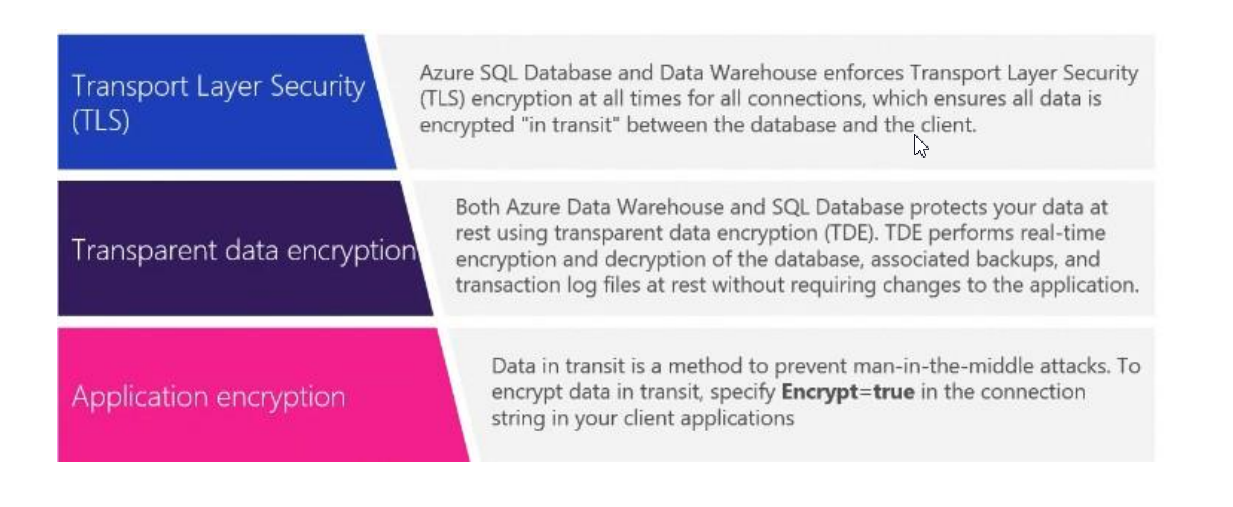 Transport Layer Security
(TLS)
Azure SQL Database and Data Warehouse enforces Transport Layer Security
(TLS) encryption at all times for all connections, which ensures all data is
encrypted "in transit" between the database and the client.
Transparent data encryption
Both Azure Data Warehouse and SQL Database protects your data at
rest using transparent data encryption (TDE). TDE performs real-time
encryption and decryption of the database, associated backups, and
transaction log files at rest without requiring changes to the application.
Application encryption
Data in transit is a method to prevent man-in-the-middle attacks. To
encrypt data in transit, specify Encrypt=true in the connection
string in your client applications